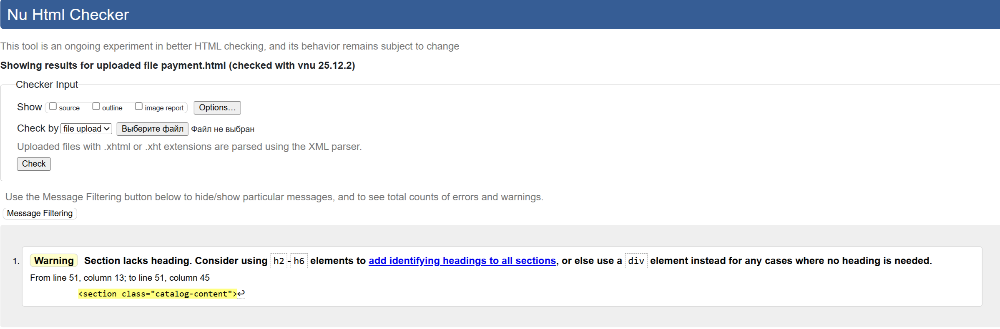 Nu Html Checker
This tool is an ongoing experiment in better HTML checking, and its behavior remains subject to change
Showing results for uploaded file payment.html (checked with vnu 25.12.2)
Checker Input
Show source outline image report Options...
Check by file upload Выберите файл Файл не выбран
Uploaded files with .xhtml or .xht extensions are parsed using the XML parser.
Check
Use the Message Filtering button below to hide/show particular messages, and to see total counts of errors and warnings.
Message Filtering
1. Warning Section lacks heading. Consider using h2-h6 elements to add identifying headings to all sections, or else use a div element instead for any cases where no heading is needed.
From line 51, column 13; to line 51, column 45
<section class="catalog-content">↩